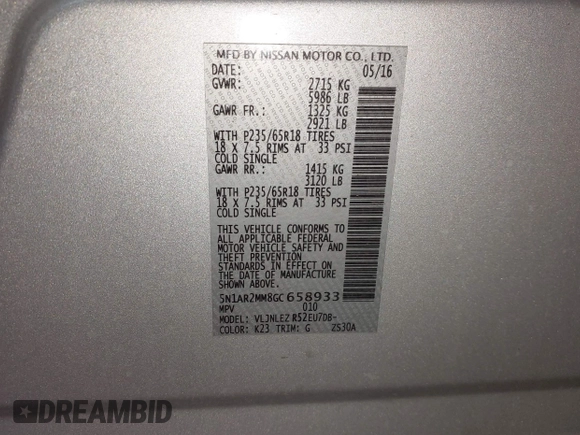 MFD BY NISSAN MOTOR CO., LTD.
DATE: 05/16
GVWR: 2715 KG
5986 LB
GAWR FR.: 1325 KG
2921 LB
WITH P235/65R18 TIRES
18 X 7.5 RIMS AT 33 PSI
COLD SINGLE
GAWR RR.: 1415 KG
3120 LB
WITH P235/65R18 TIRES
18 X 7.5 RIMS AT 33 PSI
COLD SINGLE
THIS VEHICLE CONFORMS TO
ALL APPLICABLE FEDERAL
MOTOR VEHICLE SAFETY AND
THEFT PREVENTION
STANDARDS IN EFFECT ON
THE DATE OF MANUFACTURE
SHOWN ABOVE.
5N1AR2MM8GC658933
MPV 010
MODEL: VLJNLEZ R52EU7DB-
COLOR: K23 TRIM: G ZS30A
DREAMBID